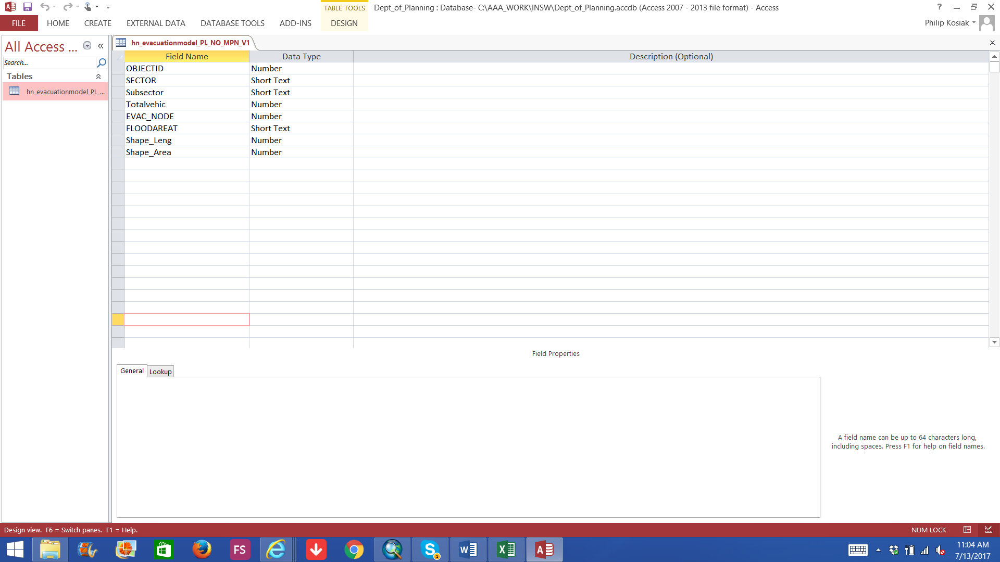 TABLE TOOLS
Dept_of_Planning : Database- C:\AAA_WORK\INSW\Dept_of_Planning.accdb (Access 2007 - 2013 file format) - Access
?
FILE HOME CREATE EXTERNAL DATA DATABASE TOOLS ADD-INS DESIGN
Philip Kosiak
All Access ...
«
Search...
Tables
hn_evacuationmodel_PL_...
hn_evacuationmodel_PL_NO_MPN_V1
Field Name Data Type Description (Optional)
OBJECTID Number
SECTOR Short Text
Subsector Short Text
Totalvehic Number
EVAC_NODE Number
FLOODAREAT Short Text
Shape_Leng Number
Shape_Area Number
Field Properties
General Lookup
A field name can be up to 64 characters long,
including spaces. Press F1 for help on field names.
Design view. F6 = Switch panes. F1 = Help.
NUM LOCK
FS
1
11:04 AM
7/13/2017